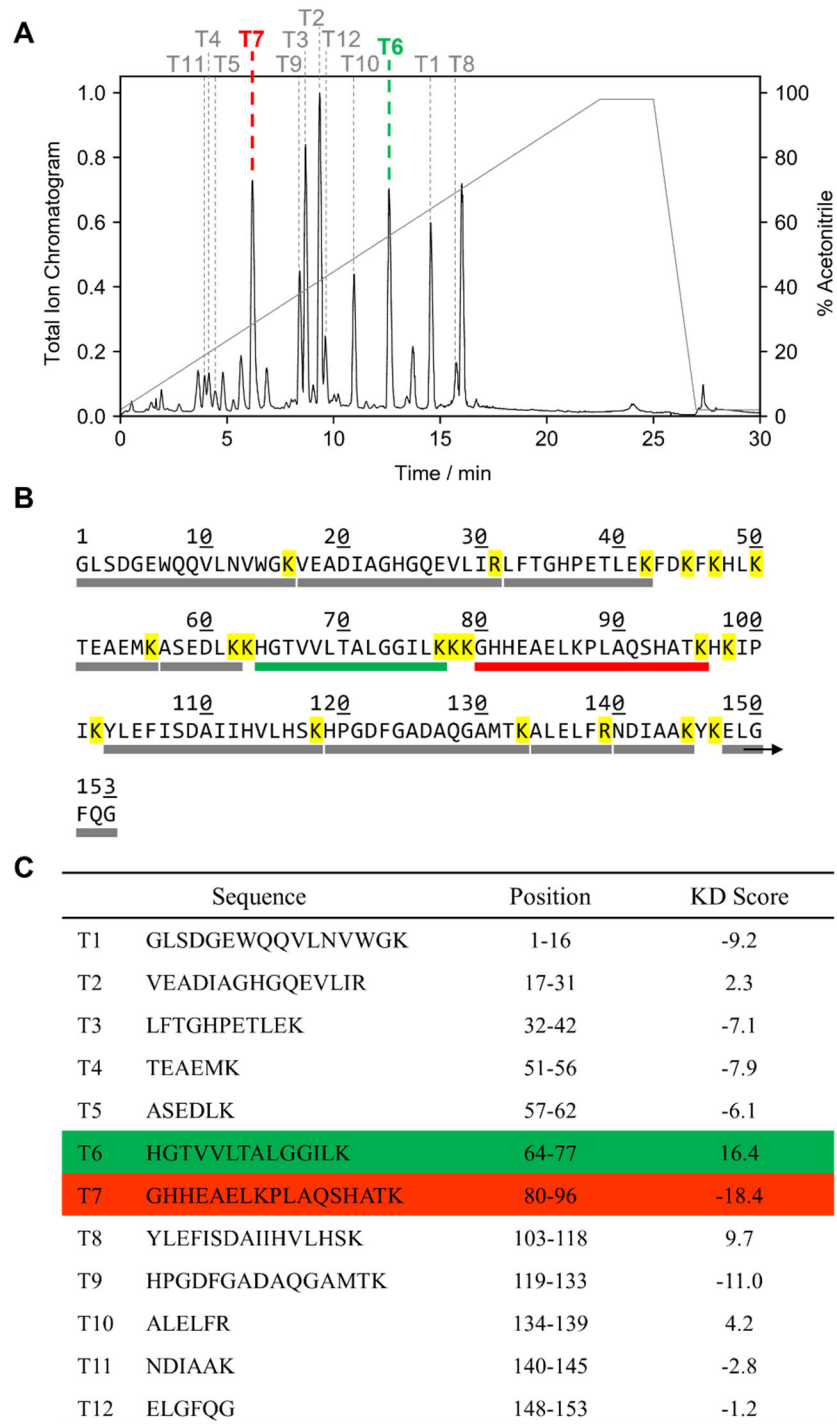 A
T2
T4 T7 T3 T12 T6
T11 T5 T9 T10 T1 T8
1.0 100
0.8 80
0.6 60
0.4 40
0.2 20
0.0 0
Total Ion Chromatogram
% Acetonitrile
0 5 10 15 20 25 30
Time / min
B
1 10 20 30 40 50
GLSDGEWQQVLNVWGKVEADIAGHGQEVLIRLFTGHPETLEKFDKFKHLK
60 70 80 90 100
TEAEMKASEDLKKHGTVVLTALGGILKKKGHHEAELKPLAQSHATKHKIP
110 120 130 140 150
IKYLEFISDAIIHVLHSKHPGDFGADAQGAMTKALELFRNDIAAKYKELG
153
FQG
C
Sequence Position KD Score
T1 GLSDGEWQQVLNVWGK 1-16 -9.2
T2 VEADIAGHGQEVLIR 17-31 2.3
T3 LFTGHPETLEK 32-42 -7.1
T4 TEAEMK 51-56 -7.9
T5 ASEDLK 57-62 -6.1
T6 HGTVVLTALGGILK 64-77 16.4
T7 GHHEAELKPLAQSHATK 80-96 -18.4
T8 YLEFISDAIIHVLHSK 103-118 9.7
T9 HPGDFGADAQGAMTK 119-133 -11.0
T10 ALELFR 134-139 4.2
T11 NDIAAK 140-145 -2.8
T12 ELGFQG 148-153 -1.2